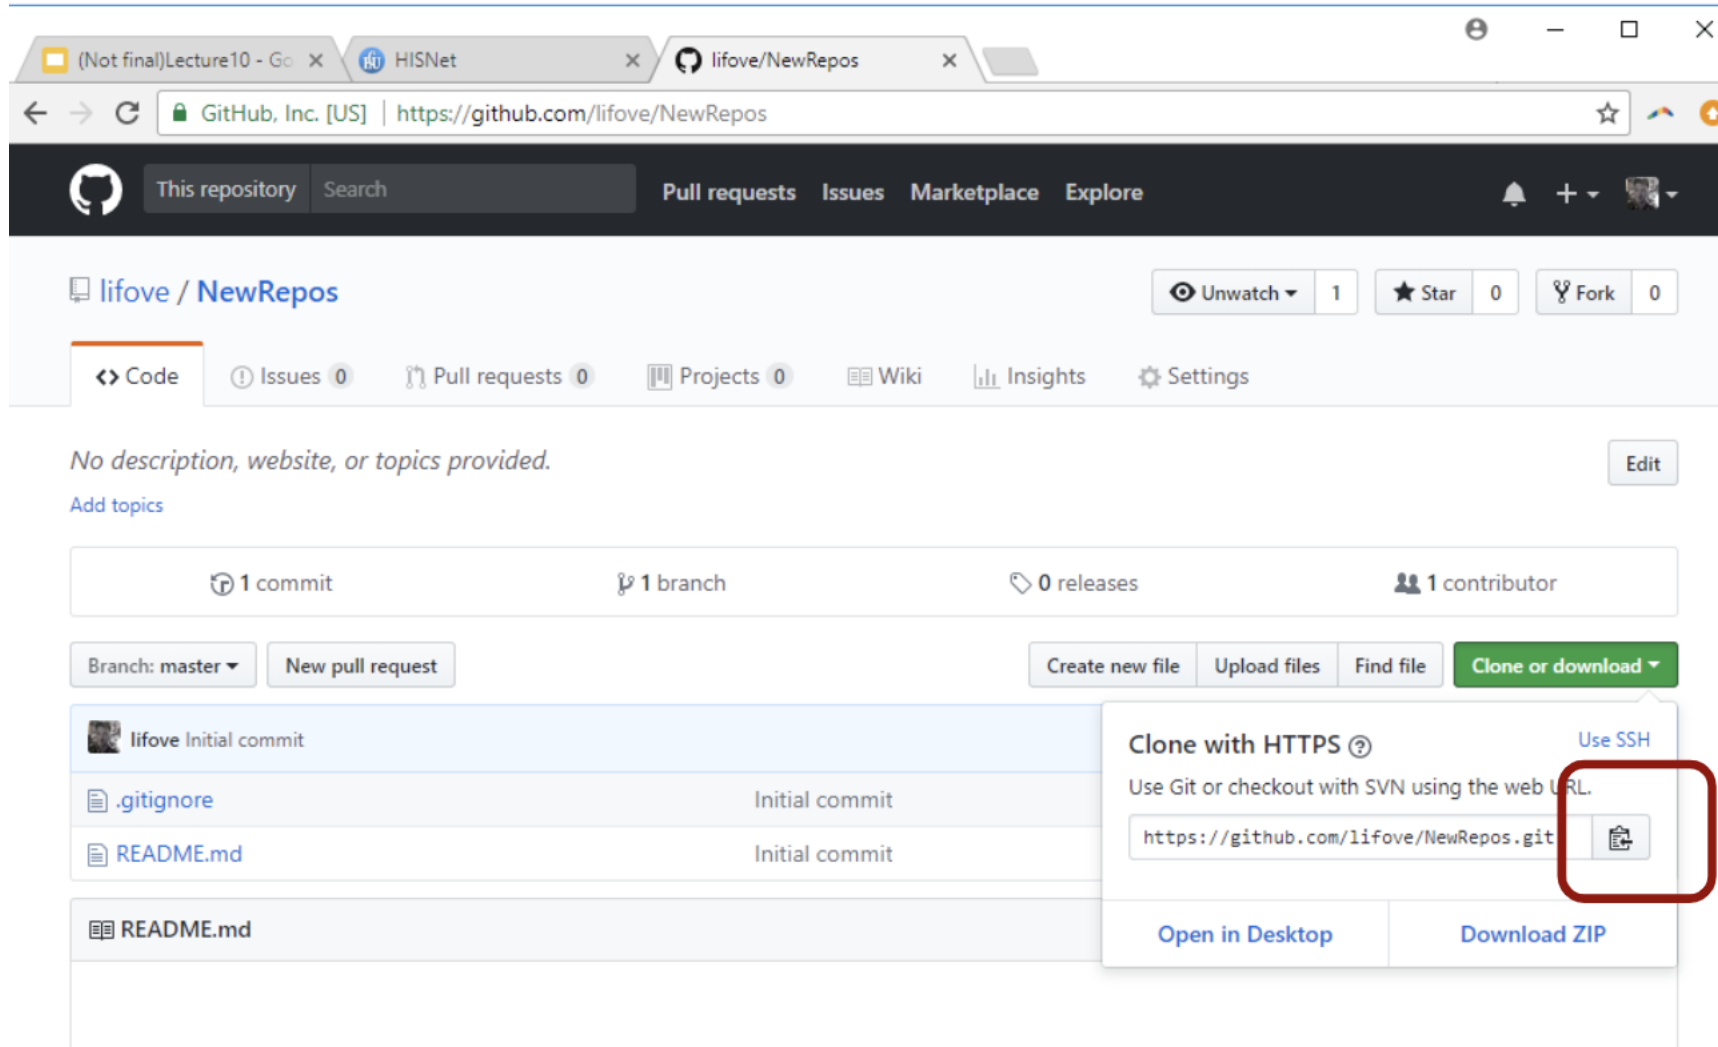 (Not final)Lecture10 - Go
HISNet
lifove/NewRepos
GitHub, Inc. [US] | https://github.com/lifove/NewRepos
This repository Search Pull requests Issues Marketplace Explore
lifove / NewRepos Unwatch 1 Star 0 Fork 0
Code Issues 0 Pull requests 0 Projects 0 Wiki Insights Settings
No description, website, or topics provided. Edit
Add topics
1 commit 1 branch 0 releases 1 contributor
Branch: master New pull request Create new file Upload files Find file Clone or download
lifove Initial commit
.gitignore Initial commit
README.md Initial commit
README.md
Clone with HTTPS Use SSH
Use Git or checkout with SVN using the web URL.
https://github.com/lifove/NewRepos.git
Open in Desktop Download ZIP